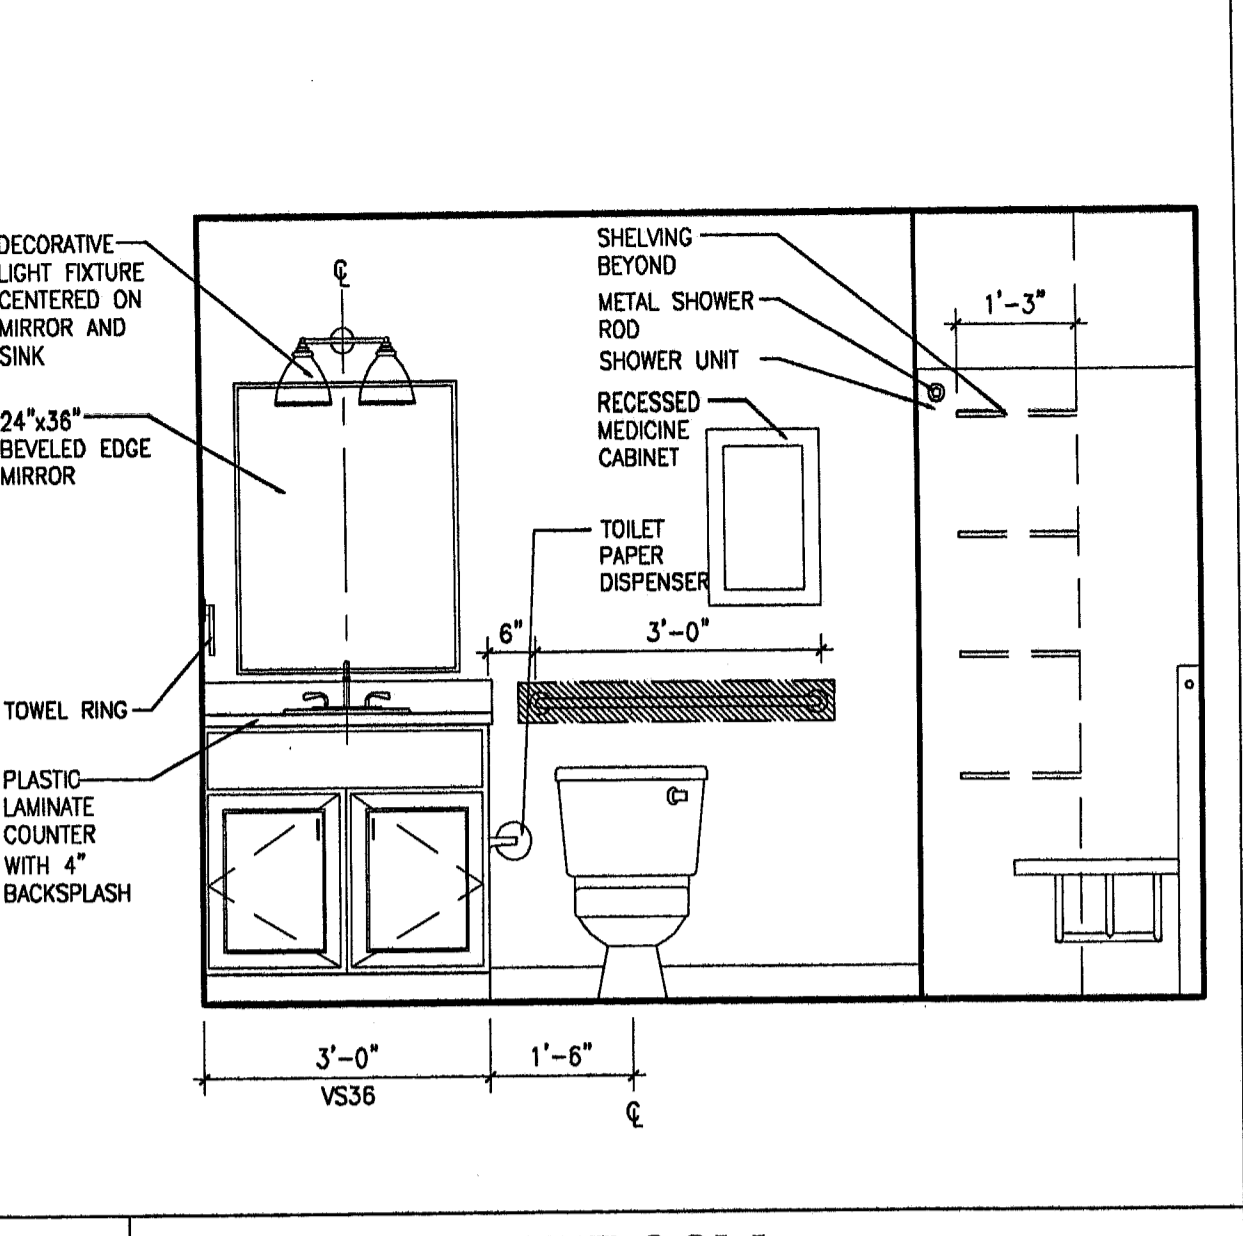 DECORATIVE
LIGHT FIXTURE
CENTERED ON
MIRROR AND
SINK
24"x36"
BEVELED EDGE
MIRROR
TOWEL RING
PLASTIC
LAMINATE
COUNTER
WITH 4"
BACKSPLASH
℄
SHELVING
BEYOND
METAL SHOWER
ROD
SHOWER UNIT
RECESSED
MEDICINE
CABINET
TOILET
PAPER
DISPENSER
1'-3"
6"
3'-0"
3'-0"
VS36
1'-6"
℄